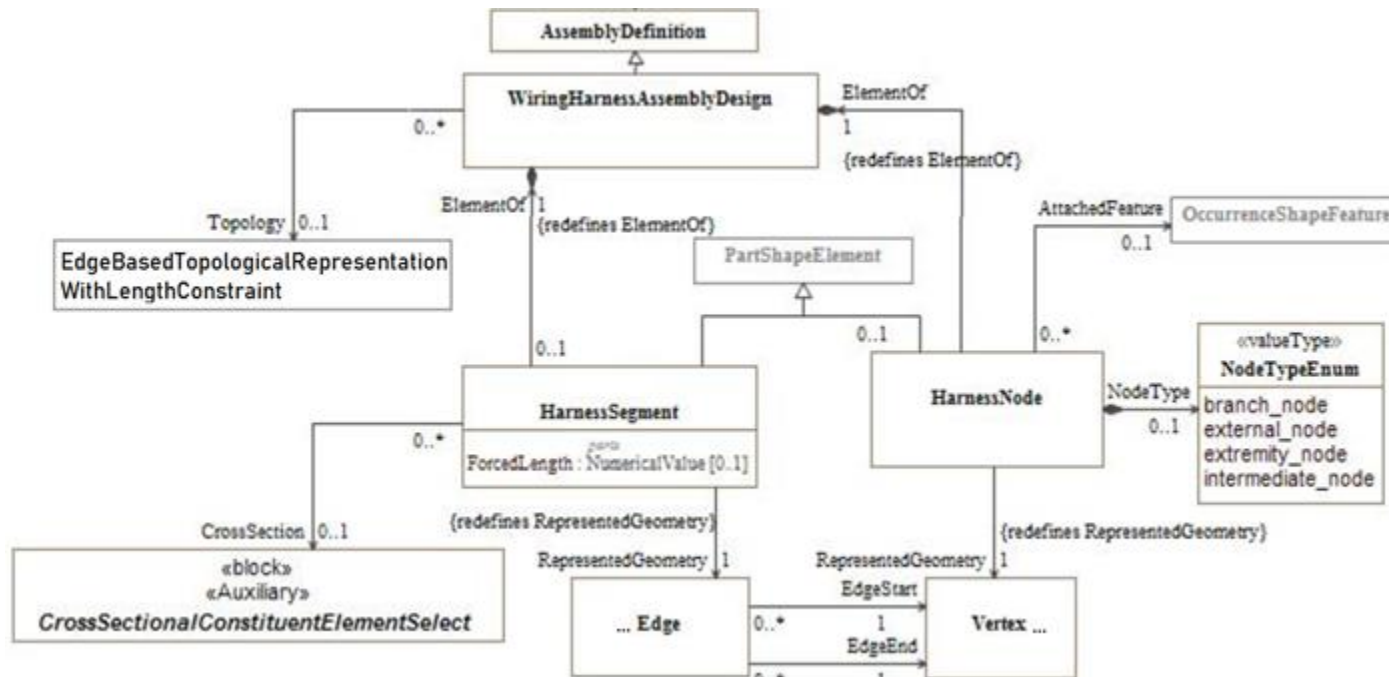 AssemblyDefinition
WiringHarnessAssemblyDesign
ElementOf
0..*
1
{redefines ElementOf}
ElementOf
1
{redefines ElementOf}
Topology
0..1
AttachedFeature
0..1
OccurrenceShapeFeature
EdgeBasedTopologicalRepresentation
WithLengthConstraint
PartShapeElement
0..1
0..1
0..*
«valueType»
NodeTypeEnum
branch_node
external_node
extremity_node
intermediate_node
HarnessSegment
parts
ForcedLength : NumericalValue [0..1]
HarnessNode
NodeType
0..1
0..*
{redefines RepresentedGeometry}
{redefines RepresentedGeometry}
CrossSection
0..1
RepresentedGeometry
1
RepresentedGeometry
1
«block»
«Auxiliary»
CrossSectionalConstituentElementSelect
... Edge
EdgeStart
0..*
1
EdgeEnd
0..*
1
Vertex ...